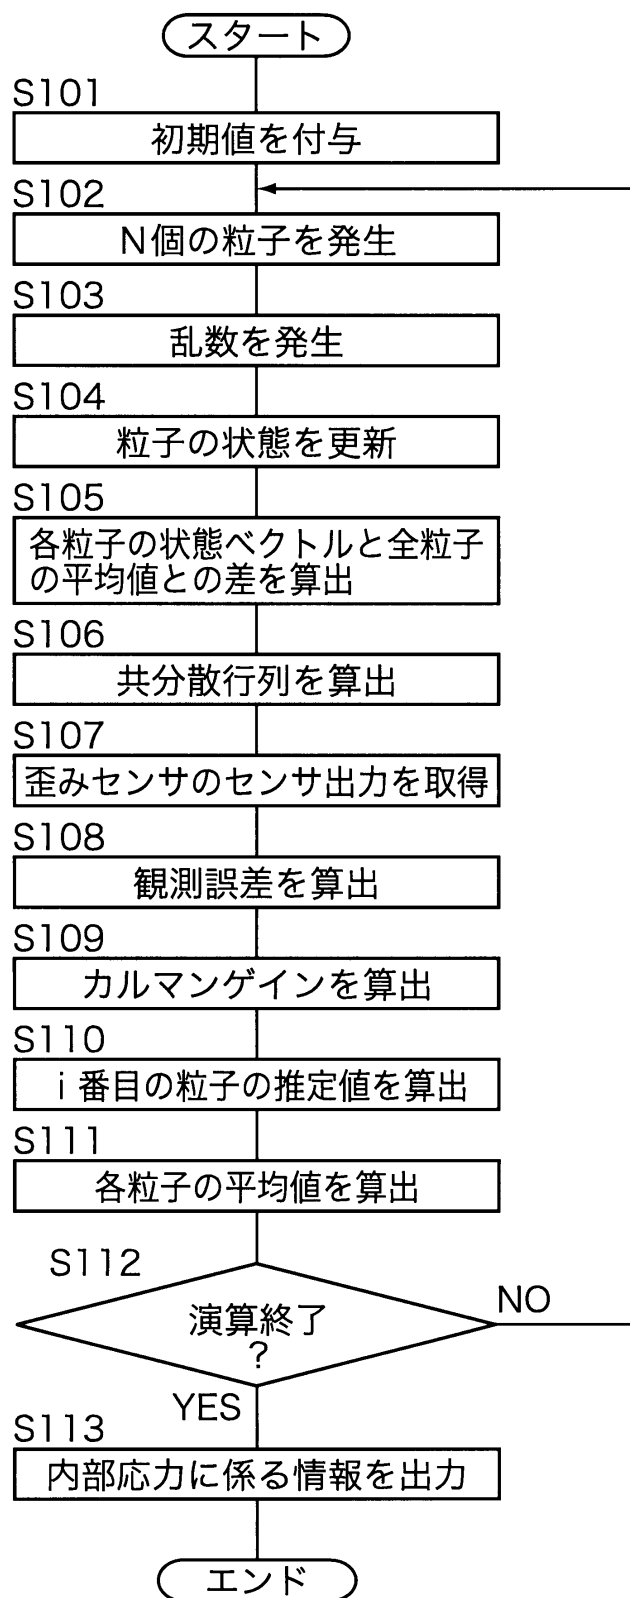 スタート
S101
初期値を付与
S102
N個の粒子を発生
S103
乱数を発生
S104
粒子の状態を更新
S105
各粒子の状態ベクトルと全粒子
の平均値との差を算出
S106
共分散行列を算出
S107
歪みセンサのセンサ出力を取得
S108
観測誤差を算出
S109
カルマンゲインを算出
S110
i番目の粒子の推定値を算出
S111
各粒子の平均値を算出
S112
演算終了
?
NO
YES
S113
内部応力に係る情報を出力
エンド